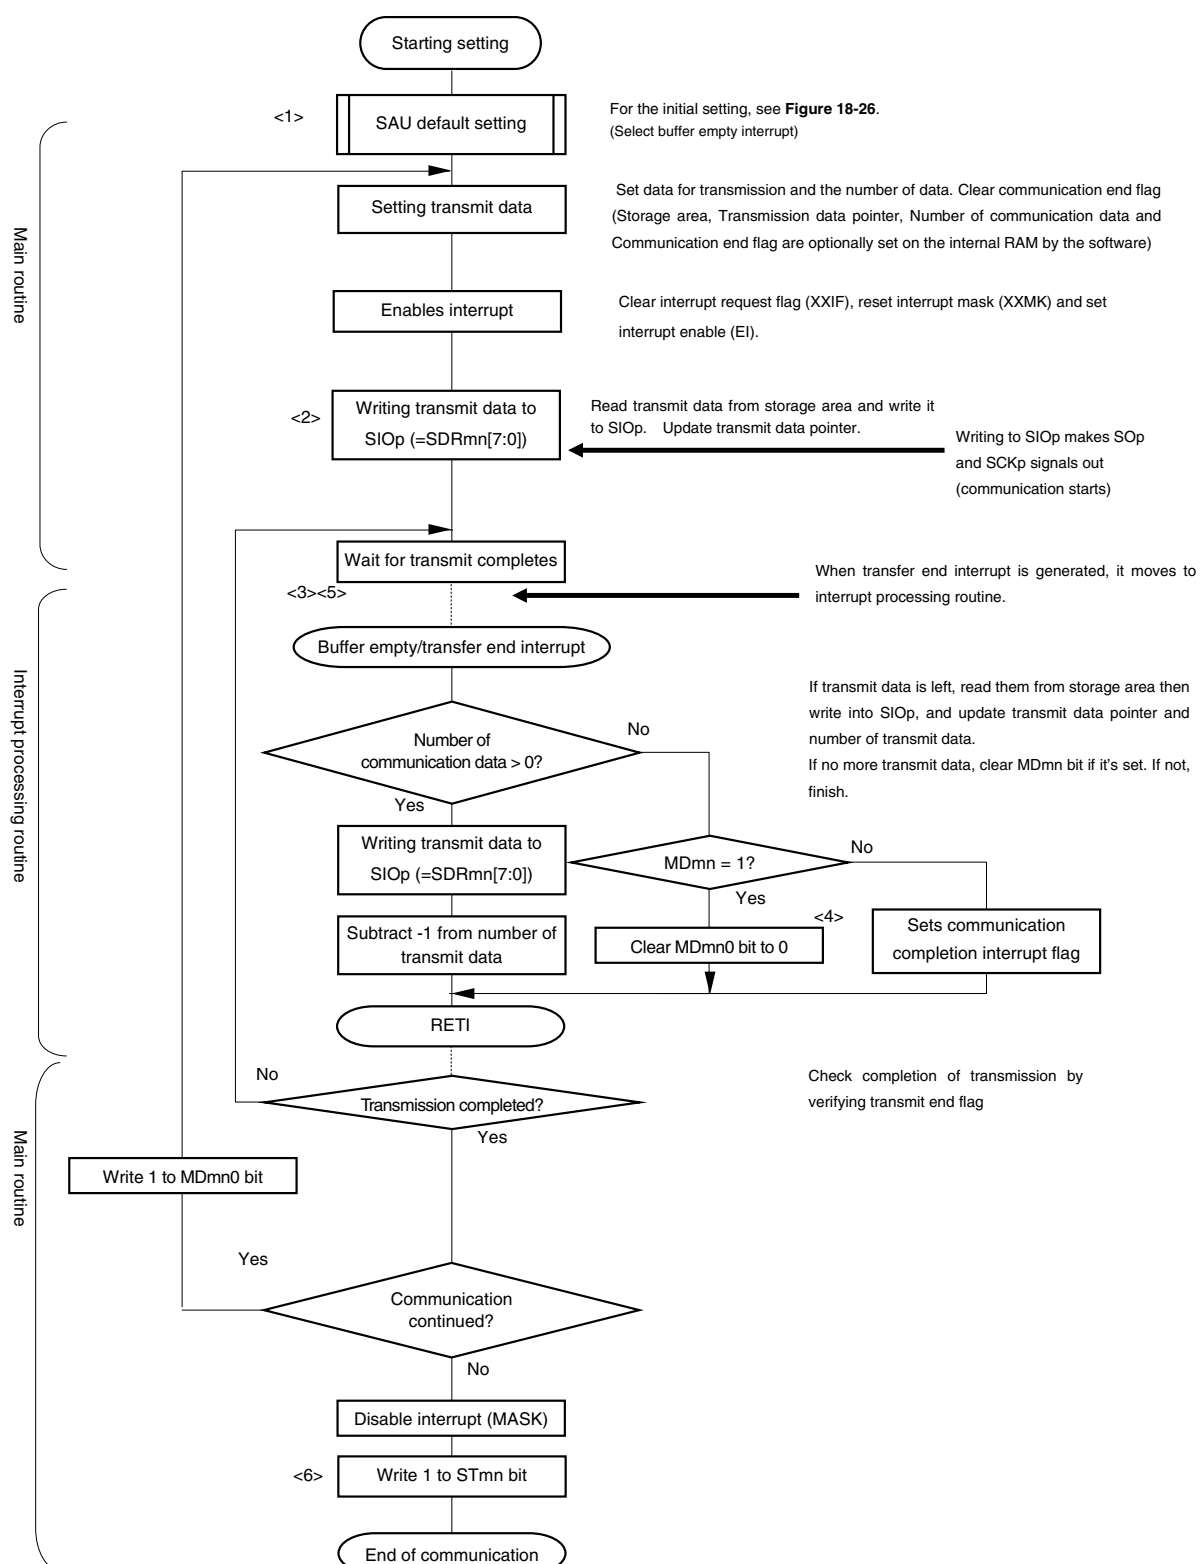 Starting setting
<1>
SAU default setting
For the initial setting, see Figure 18-26.
(Select buffer empty interrupt)
Setting transmit data
Set data for transmission and the number of data. Clear communication end flag
(Storage area, Transmission data pointer, Number of communication data and
Communication end flag are optionally set on the internal RAM by the software)
Main routine
Enables interrupt
Clear interrupt request flag (XXIF), reset interrupt mask (XXMK) and set
interrupt enable (EI).
<2>
Writing transmit data to
SIOp (=SDRmn[7:0])
Read transmit data from storage area and write it
to SIOp. Update transmit data pointer.
Writing to SIOp makes SOp
and SCKp signals out
(communication starts)
Wait for transmit completes
<3><5>
When transfer end interrupt is generated, it moves to
interrupt processing routine.
Buffer empty/transfer end interrupt
Interrupt processing routine
Number of
communication data > 0?
No
Yes
If transmit data is left, read them from storage area then
write into SIOp, and update transmit data pointer and
number of transmit data.
If no more transmit data, clear MDmn bit if it's set. If not,
finish.
Writing transmit data to
SIOp (=SDRmn[7:0])
MDmn = 1?
No
Yes
<4>
Subtract -1 from number of
transmit data
Clear MDmn0 bit to 0
Sets communication
completion interrupt flag
RETI
No
Transmission completed?
Yes
Check completion of transmission by
verifying transmit end flag
Main routine
Write 1 to MDmn0 bit
Yes
Communication
continued?
No
Disable interrupt (MASK)
<6>
Write 1 to STmn bit
End of communication